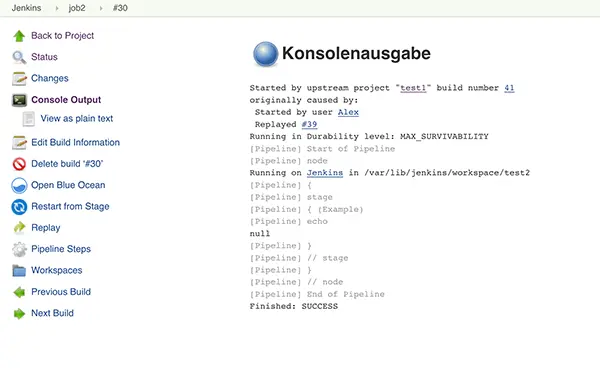 Jenkins › job2 › #30
Back to Project
Status
Changes
Console Output
View as plain text
Edit Build Information
Delete build ‘#30’
Open Blue Ocean
Restart from Stage
Replay
Pipeline Steps
Workspaces
Previous Build
Next Build
Konsolenausgabe
Started by upstream project "test1" build number 41
originally caused by:
Started by user Alex
Replayed #39
Running in Durability level: MAX_SURVIVABILITY
[Pipeline] Start of Pipeline
[Pipeline] node
Running on Jenkins in /var/lib/jenkins/workspace/test2
[Pipeline] {
[Pipeline] stage
[Pipeline] { (Example)
[Pipeline] echo
null
[Pipeline] }
[Pipeline] // stage
[Pipeline] }
[Pipeline] // node
[Pipeline] End of Pipeline
Finished: SUCCESS